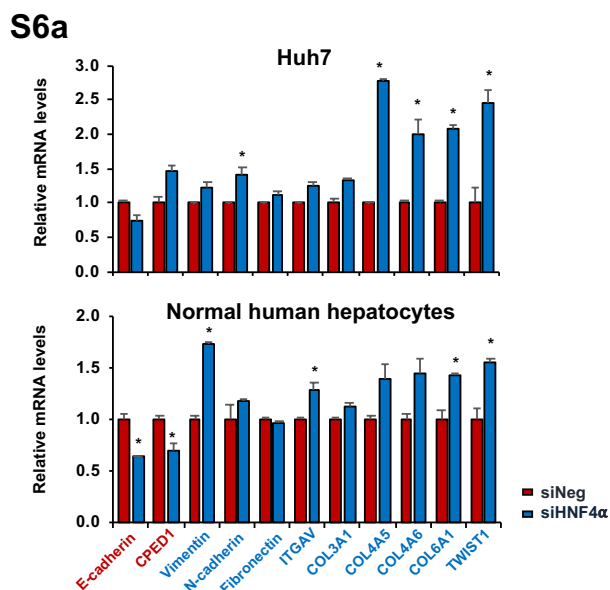 S6a
Huh7
Relative mRNA levels
3.0
2.5
2.0
1.5
1.0
0.5
0.0
*
*
*
*
*
Normal human hepatocytes
Relative mRNA levels
2.0
1.5
1.0
0.5
0.0
*
*
*
*
*
*
E-cadherin
CPED1
Vimentin
N-cadherin
Fibronectin
ITGAV
COL3A1
COL4A5
COL4A6
COL6A1
TWIST1
siNeg
siHNF4α